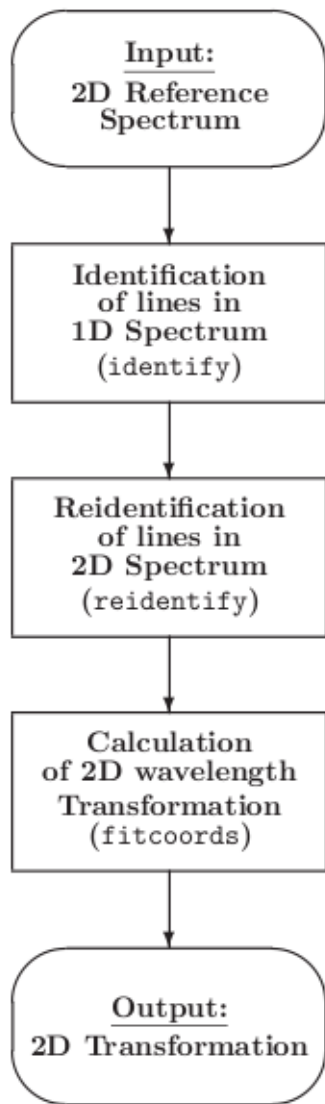 Input:
2D Reference
Spectrum
Identification
of lines in
1D Spectrum
(identify)
Reidentification
of lines in
2D Spectrum
(reidentify)
Calculation
of 2D wavelength
Transformation
(fitcoords)
Output:
2D Transformation